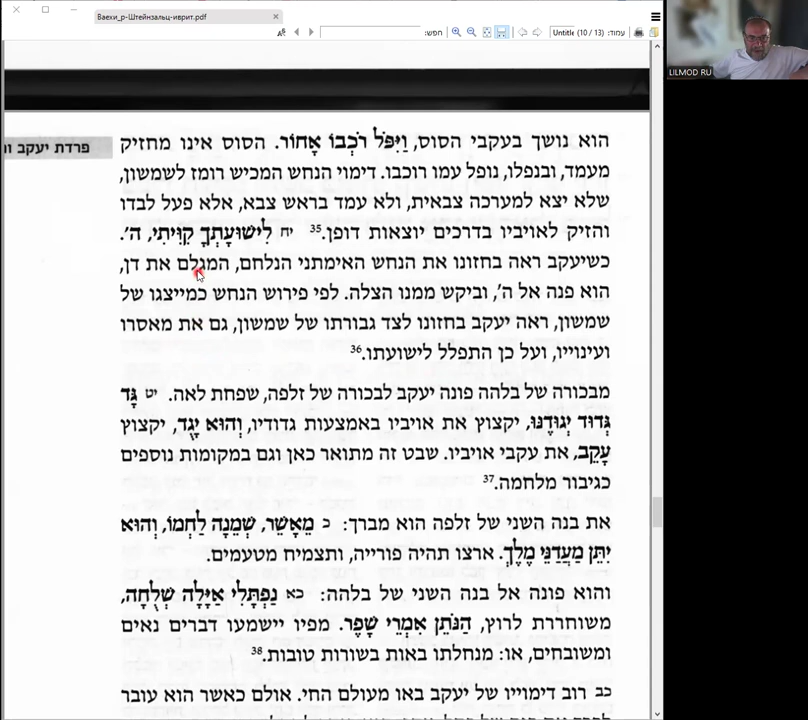 Ваехи_р-Штейнзальц-иврит.pdf
חפש:
Untitle (10 / 13) עמוד:
LILMOD RU
הוא נושך בעקבי הסוס, וַיִּפֹּל רֹכְבוֹ אָחוֹר. הסוס אינו מחזיק
פרדת יעקב ו
מעמד, ובנפלו, נופל עמו רוכבו. דימוי הנחש המכיש רומז לשמשון,
שלא יצא למערכה צבאית, ולא עמד בראש צבא, אלא פעל לבדו
והזיק לאויביו בדרכים יוצאות דופן.35 יח לִישׁוּעָתְךָ קִוִּיתִי, ה'.
כשיעקב ראה בחזונו את הנחש האימתני הנלחם, המגלם את דן,
הוא פנה אל ה', וביקש ממנו הצלה. לפי פירוש הנחש כמייצגו של
שמשון, ראה יעקב בחזונו לצד גבורתו של שמשון, גם את מאסרו
ועינוייו, ועל כן התפלל לישועתו.36
מבכורה של בלהה פונה יעקב לבכורה של זלפה, שפחת לאה. יט גָּד
גְּדוּד יְגוּדֶנּוּ, יקצוץ את אויביו באמצעות גדודיו, וְהוּא יָגֻד, יקצוץ
עָקֵב, את עקבי אויביו. שבט זה מתואר כאן וגם במקומות נוספים
כגיבור מלחמה.37
את בנה השני של זלפה הוא מברך: כ מֵאָשֵׁר, שְׁמֵנָה לַחְמוֹ, וְהוּא
יִתֵּן מַעֲדַנֵּי מֶלֶךְ. ארצו תהיה פורייה, ותצמיח מטעמים.
והוא פונה אל בנה השני של בלהה: כא נַפְתָּלִי אַיָּלָה שְׁלֻחָה,
משוחררת לרוץ, הַנֹּתֵן אִמְרֵי שָׁפֶר. מפיו יישמעו דברים נאים
ומשובחים, או: מנחלתו באות בשורות טובות.38
כב רוב דימוייו של יעקב באו מעולם החי. אולם כאשר הוא עובר